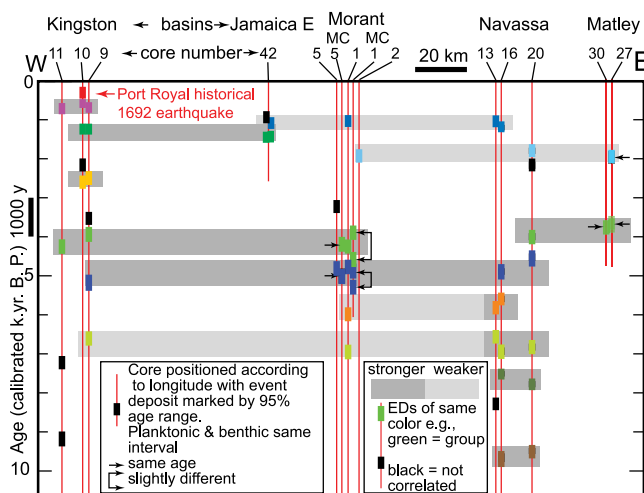 Kingston ← basins → Jamaica E Morant Navassa Matley
W 11 10 9 ← core number → 42 5 MC 5 1 MC 1 2 20 km 13 16 20 30 27 E
0
Port Royal historical
1692 earthquake
1000 y
5
10
Age (calibrated k.yr. B. P.)
Core positioned according
to longitude with event
deposit marked by 95%
age range.
Planktonic & benthic same
interval
same age
slightly different
stronger weaker
EDs of same
color e.g.,
green = group
black = not
correlated